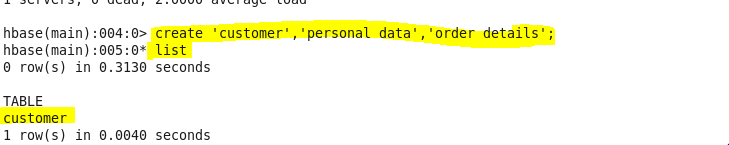 1 servers, 0 dead, 2.0000 average load
hbase(main):004:0> create 'customer','personal data','order details';
hbase(main):005:0* list
0 row(s) in 0.3130 seconds
TABLE
customer
1 row(s) in 0.0040 seconds